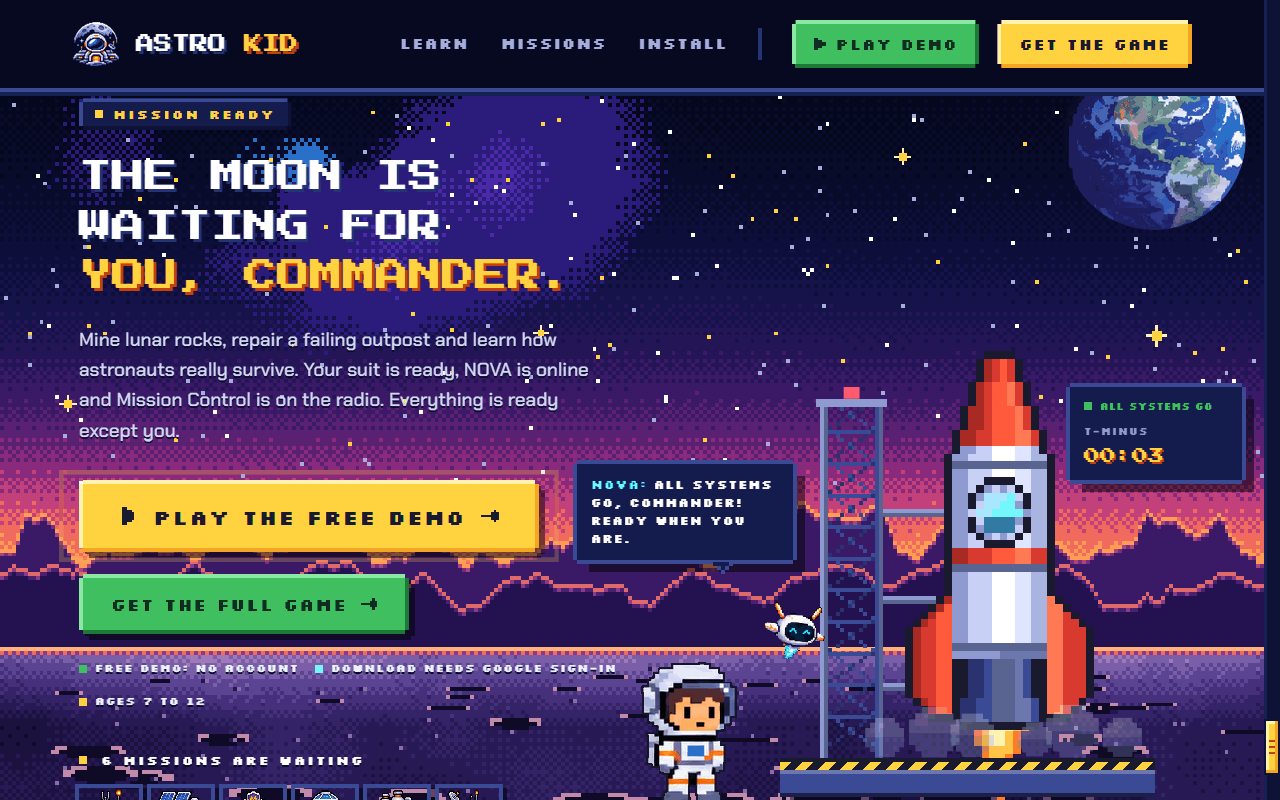 ASTRO KID
LEARN
MISSIONS
INSTALL
PLAY DEMO
GET THE GAME
MISSION READY
THE MOON IS
WAITING FOR
YOU, COMMANDER.
Mine lunar rocks, repair a failing outpost and learn how
astronauts really survive. Your suit is ready, NOVA is online
and Mission Control is on the radio. Everything is ready
except you.
ALL SYSTEMS GO
T-MINUS
00:03
NOVA: ALL SYSTEMS
GO, COMMANDER!
READY WHEN YOU
ARE.
PLAY THE FREE DEMO
GET THE FULL GAME
FREE DEMO: NO ACCOUNT
DOWNLOAD NEEDS GOOGLE SIGN-IN
AGES 7 TO 12
6 MISSIONS ARE WAITING